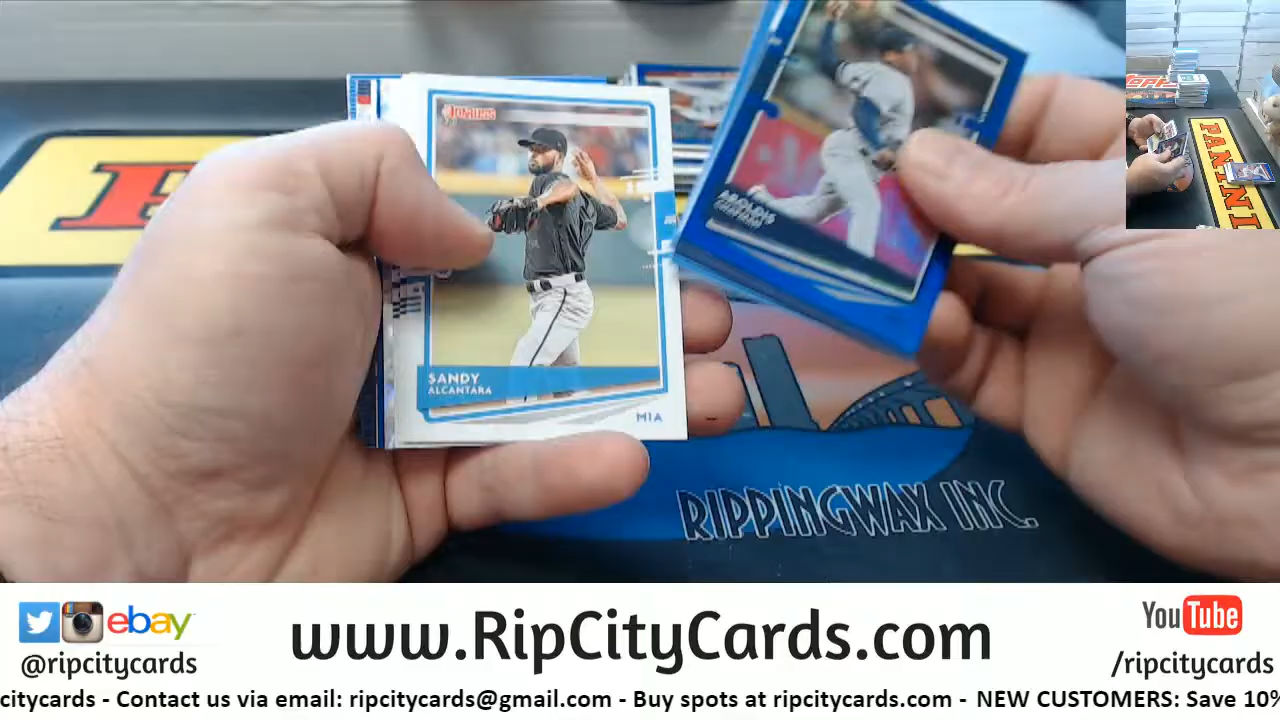 Donruss
SANDY
ALCANTARA
MIA
AROLDIS
PANINI
RIPPINGWAX INC.
ebay
@ripcitycards
www.RipCityCards.com
YouTube
/ripcitycards
citycards - Contact us via email: ripcitycards@gmail.com - Buy spots at ripcitycards.com - NEW CUSTOMERS: Save 10%